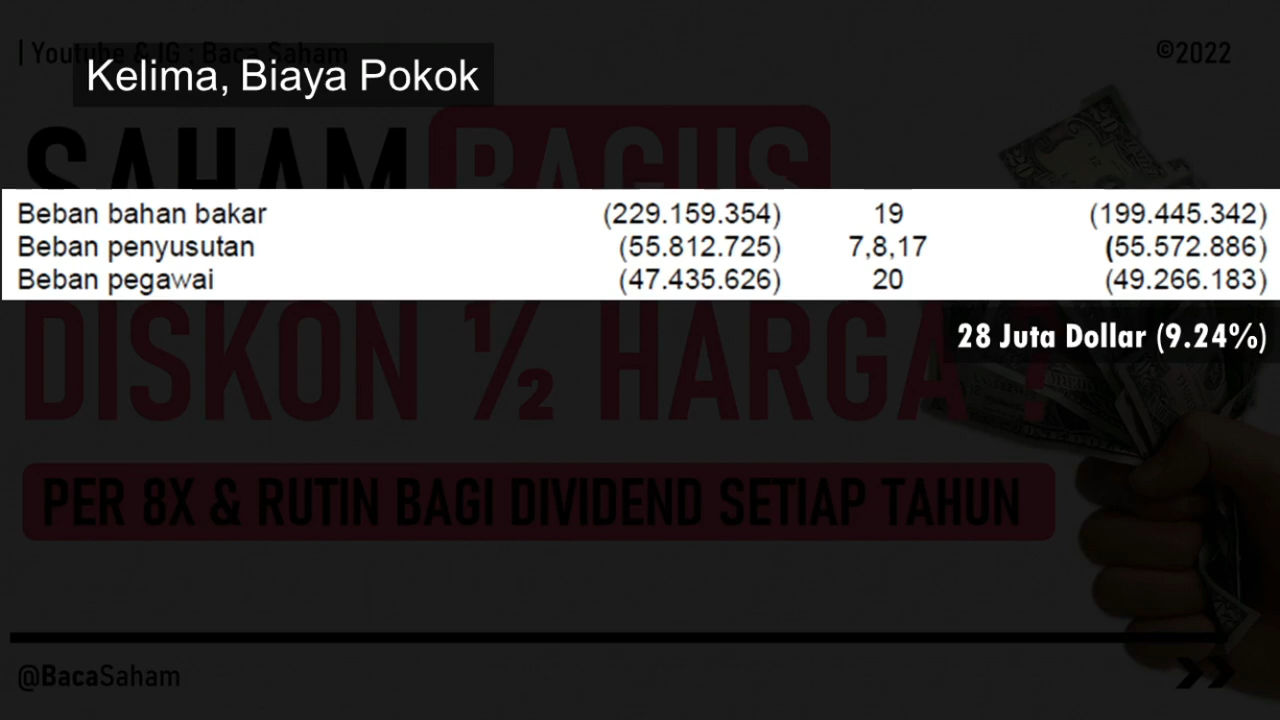 | Youtube & IG : Baca Saham
©2022
Kelima, Biaya Pokok
SAHAM BAGUS
Beban bahan bakar (229.159.354) 19 (199.445.342)
Beban penyusutan (55.812.725) 7,8,17 (55.572.886)
Beban pegawai (47.435.626) 20 (49.266.183)
28 Juta Dollar (9.24%)
DISKON ½ HARGA ?
PER 8X & RUTIN BAGI DIVIDEND SETIAP TAHUN
@BacaSaham